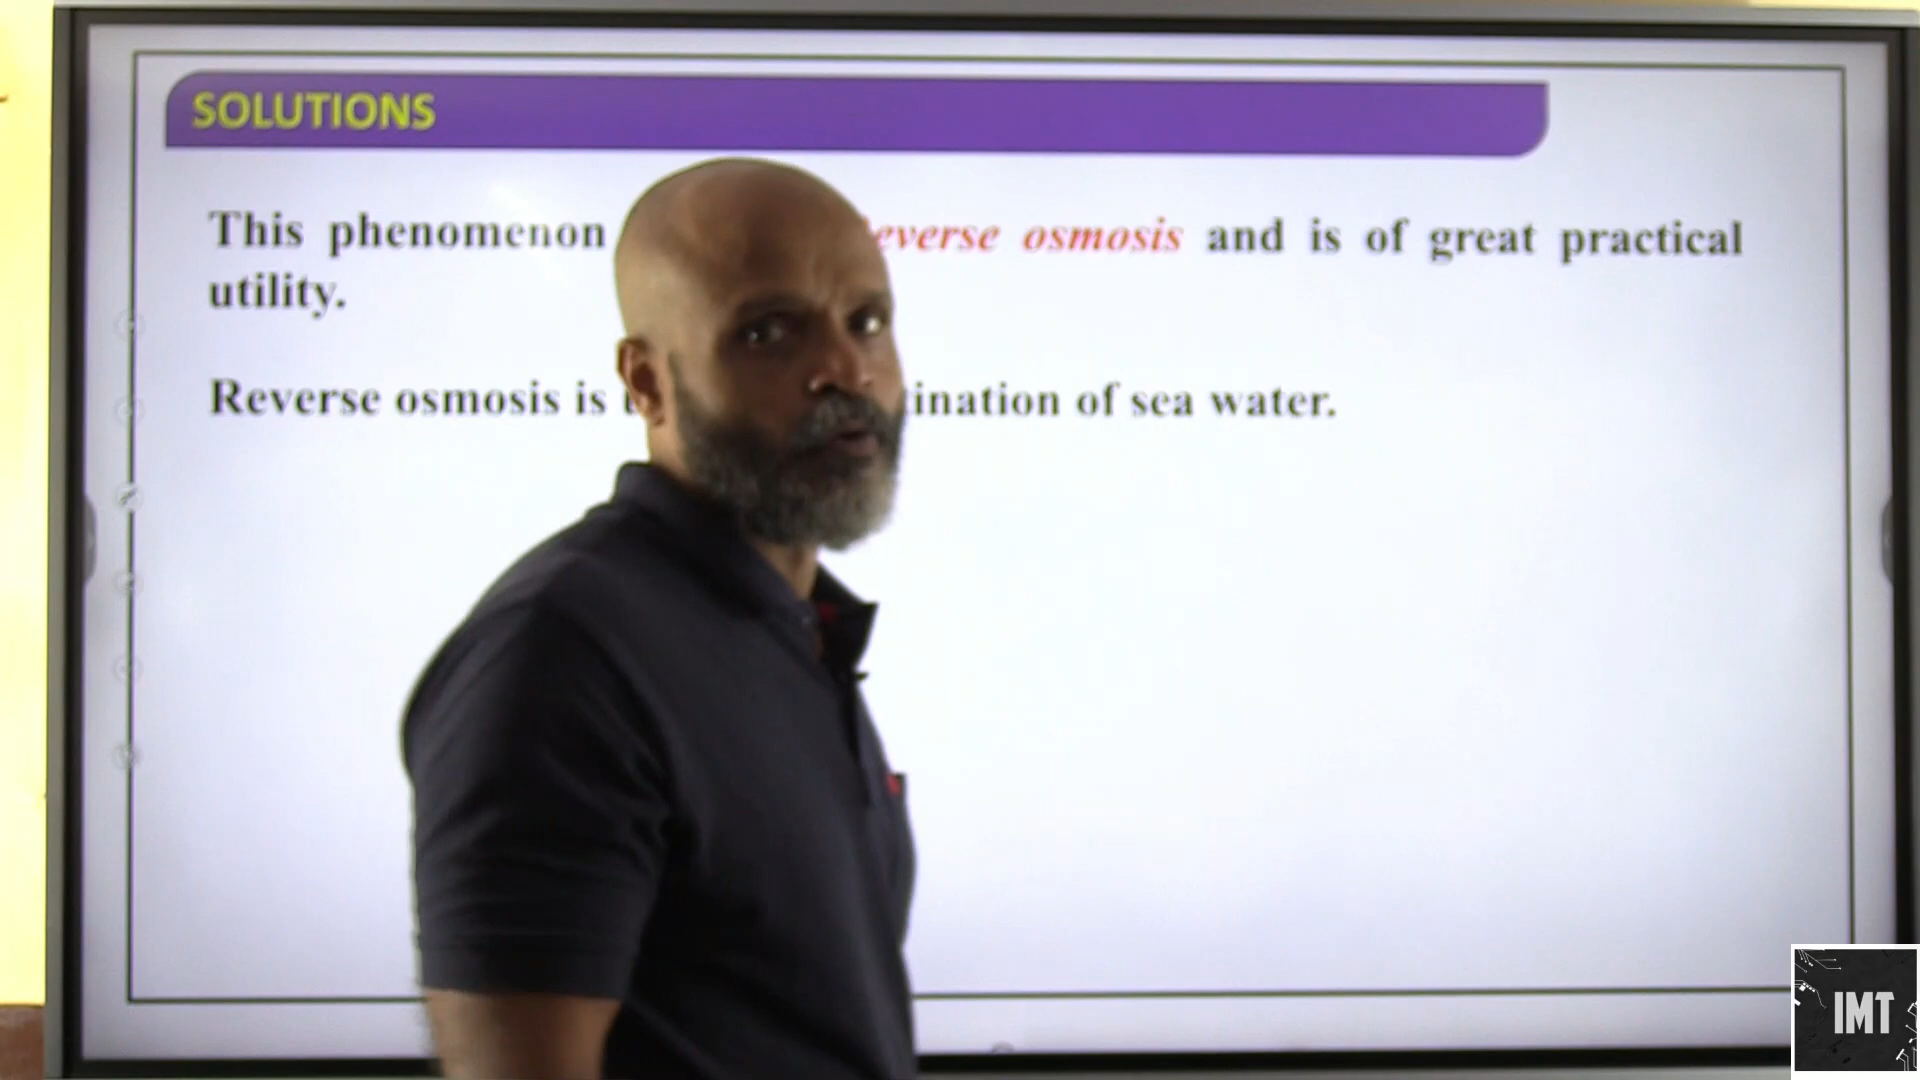 SOLUTIONS
This phenomenon everse osmosis and is of great practical
utility.
Reverse osmosis is ination of sea water.
IMT